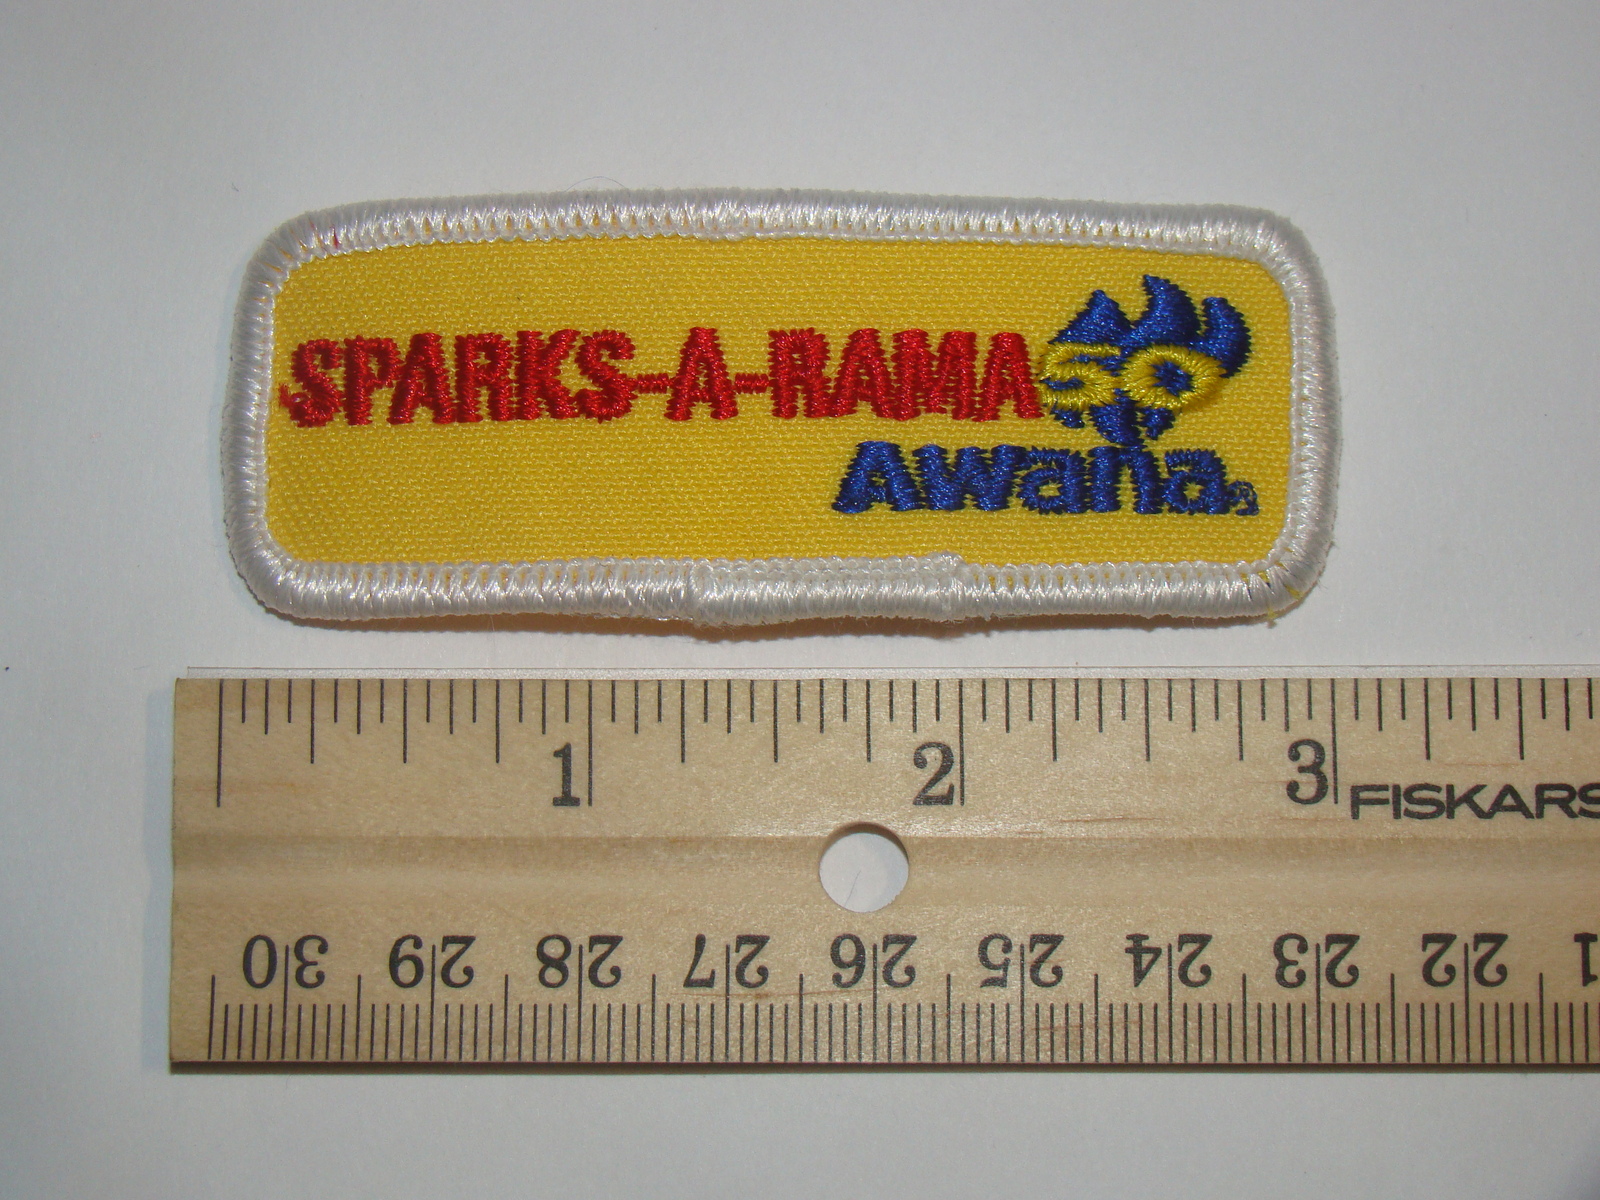 SPARKS-A-RAMA 50
Awana®
1 2 3
FISKARS
30 29 28 27 26 25 24 23 22